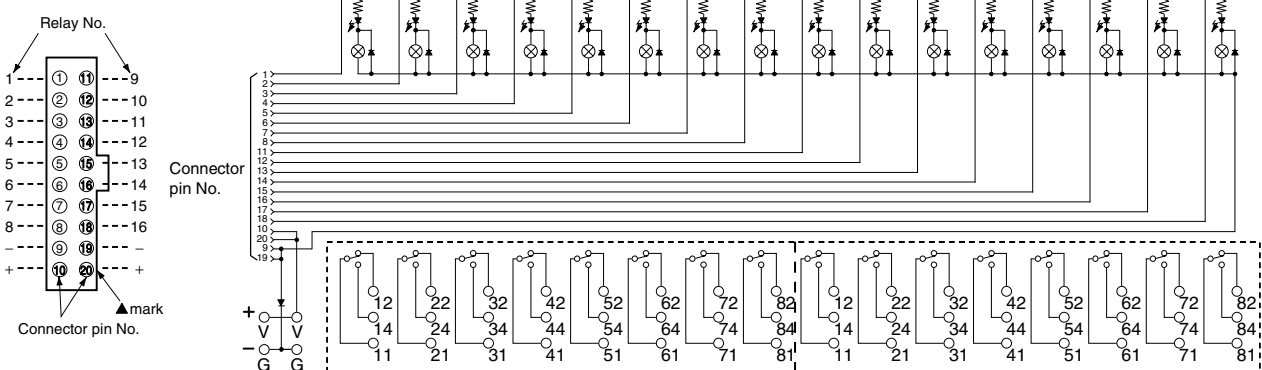 Relay No.
1 ① ⑪ 9
2 ② ⑫ 10
3 ③ ⑬ 11
4 ④ ⑭ 12
5 ⑤ ⑮ 13
6 ⑥ ⑯ 14
7 ⑦ ⑰ 15
8 ⑧ ⑱ 16
– ⑨ ⑲ –
+ ⑩ ⑳ +
▲mark
Connector pin No.
Connector
pin No.
1
2
3
4
5
6
7
8
11
12
13
14
15
16
17
18
10
20
9
19
+ V V
– G G
12 22 32 42 52 62 72 82 12 22 32 42 52 62 72 82
14 24 34 44 54 64 74 84 14 24 34 44 54 64 74 84
11 21 31 41 51 61 71 81 11 21 31 41 51 61 71 81